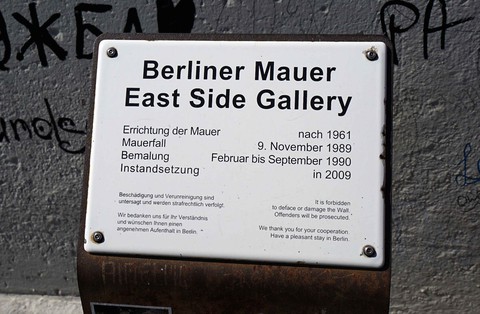 Berliner Mauer
East Side Gallery
Errichtung der Mauer nach 1961
Mauerfall 9. November 1989
Bemalung Februar bis September 1990
Instandsetzung in 2009
Beschädigung und Verunreinigung sind
untersagt und werden strafrechtlich verfolgt.
Wir bedanken uns für Ihr Verständnis
und wünschen Ihnen einen
angenehmen Aufenthalt in Berlin.
It is forbidden
to deface or damage the Wall.
Offenders will be prosecuted.
We thank you for your cooperation.
Have a pleasant stay in Berlin.